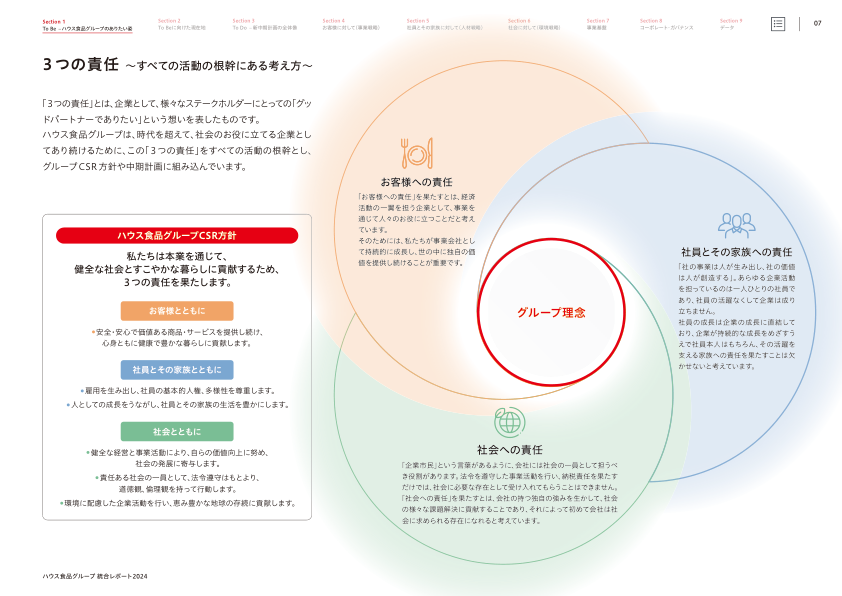 Section 1
To Be －ハウス食品グループのありたい姿
Section 2
To Beに向けた現在地
Section 3
To Do －新中期計画の全体像
Section 4
お客様に対して(事業戦略)
Section 5
社員とその家族に対して(人材戦略)
Section 6
社会に対して(環境戦略)
Section 7
事業基盤
Section 8
コーポレート・ガバナンス
Section 9
データ
07
3つの責任 ～すべての活動の根幹にある考え方～
「3つの責任」とは、企業として、様々なステークホルダーにとっての「グッ
ドパートナーでありたい」という想いを表したものです。
ハウス食品グループは、時代を超えて、社会のお役に立てる企業とし
てあり続けるために、この「3つの責任」をすべての活動の根幹とし、
グループCSR方針や中期計画に組み込んでいます。
ハウス食品グループCSR方針
私たちは本業を通じて、
健全な社会とすこやかな暮らしに貢献するため、
3つの責任を果たします。
お客様とともに
•安全・安心で価値ある商品・サービスを提供し続け、
心身ともに健康で豊かな暮らしに貢献します。
社員とその家族とともに
•雇用を生み出し、社員の基本的人権、多様性を尊重します。
•人としての成長をうながし、社員とその家族の生活を豊かにします。
社会とともに
•健全な経営と事業活動により、自らの価値向上に努め、
社会の発展に寄与します。
•責任ある社会の一員として、法令遵守はもとより、
道徳観、倫理観を持って行動します。
•環境に配慮した企業活動を行い、恵み豊かな地球の存続に貢献します。
お客様への責任
「お客様への責任」を果たすとは、経済
活動の一翼を担う企業として、事業を
通じて人々のお役に立つことだと考え
ています。
そのためには、私たちが事業会社とし
て持続的に成長し、世の中に独自の価
値を提供し続けることが重要です。
グループ理念
社員とその家族への責任
「社の事業は人が生み出し、社の価値
は人が創造する」。あらゆる企業活動
を担っているのは一人ひとりの社員で
あり、社員の活躍なくして企業は成り
立ちません。
社員の成長は企業の成長に直結して
おり、企業が持続的な成長をめざすう
えで社員本人はもちろん、その活躍を
支える家族への責任を果たすことは欠
かせないと考えています。
社会への責任
「企業市民」という言葉があるように、会社には社会の一員として担うべ
き役割があります。法令を遵守した事業活動を行い、納税責任を果たす
だけでは、社会に必要な存在として受け入れてもらうことはできません。
「社会への責任」を果たすとは、会社の持つ独自の強みを生かして、社会
の様々な課題解決に貢献することであり、それによって初めて会社は社
会に求められる存在になれると考えています。
ハウス食品グループ 統合レポート2024